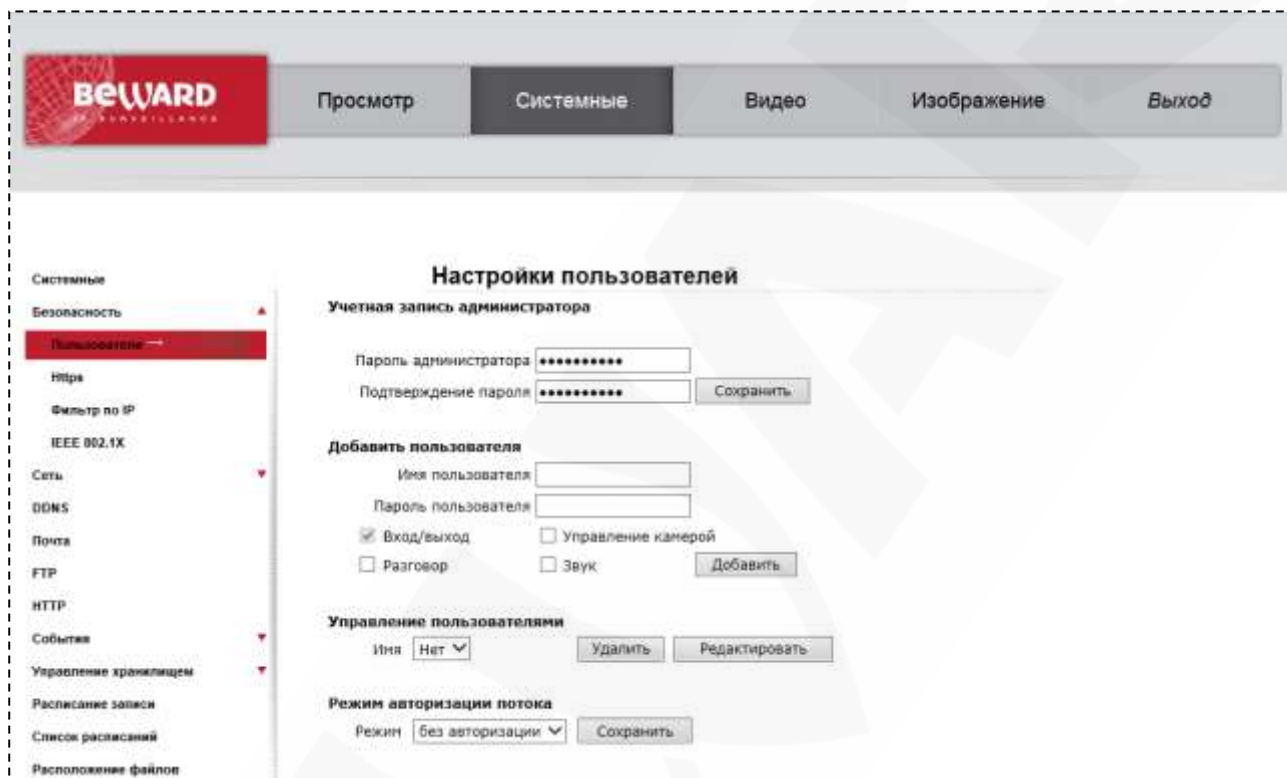 BEWARD
IP SURVEILLANCE
Просмотр
Системные
Видео
Изображение
Выход
Системные
Безопасность
Пользователи →
Https
Фильтр по IP
IEEE 802.1X
Сеть
DDNS
Почта
FTP
HTTP
События
Управление хранилищем
Расписание записи
Список расписаний
Расположение файлов
Настройки пользователей
Учетная запись администратора
Пароль администратора ••••••••••
Подтверждение пароля •••••••••• Сохранить
Добавить пользователя
Имя пользователя
Пароль пользователя
Вход/выход Управление камерой
Разговор Звук Добавить
Управление пользователями
Имя Нет Удалить Редактировать
Режим авторизации потока
Режим без авторизации Сохранить